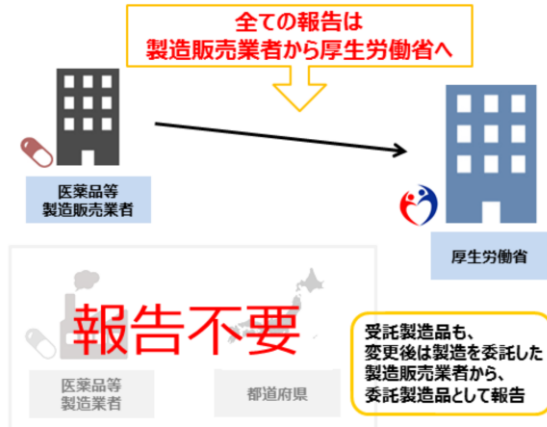 全ての報告は
製造販売業者から厚生労働省へ
医薬品等
製造販売業者
厚生労働省
報告不要
医薬品等
製造業者
都道府県
受託製造品も、
変更後は製造を委託した
製造販売業者から、
委託製造品として報告